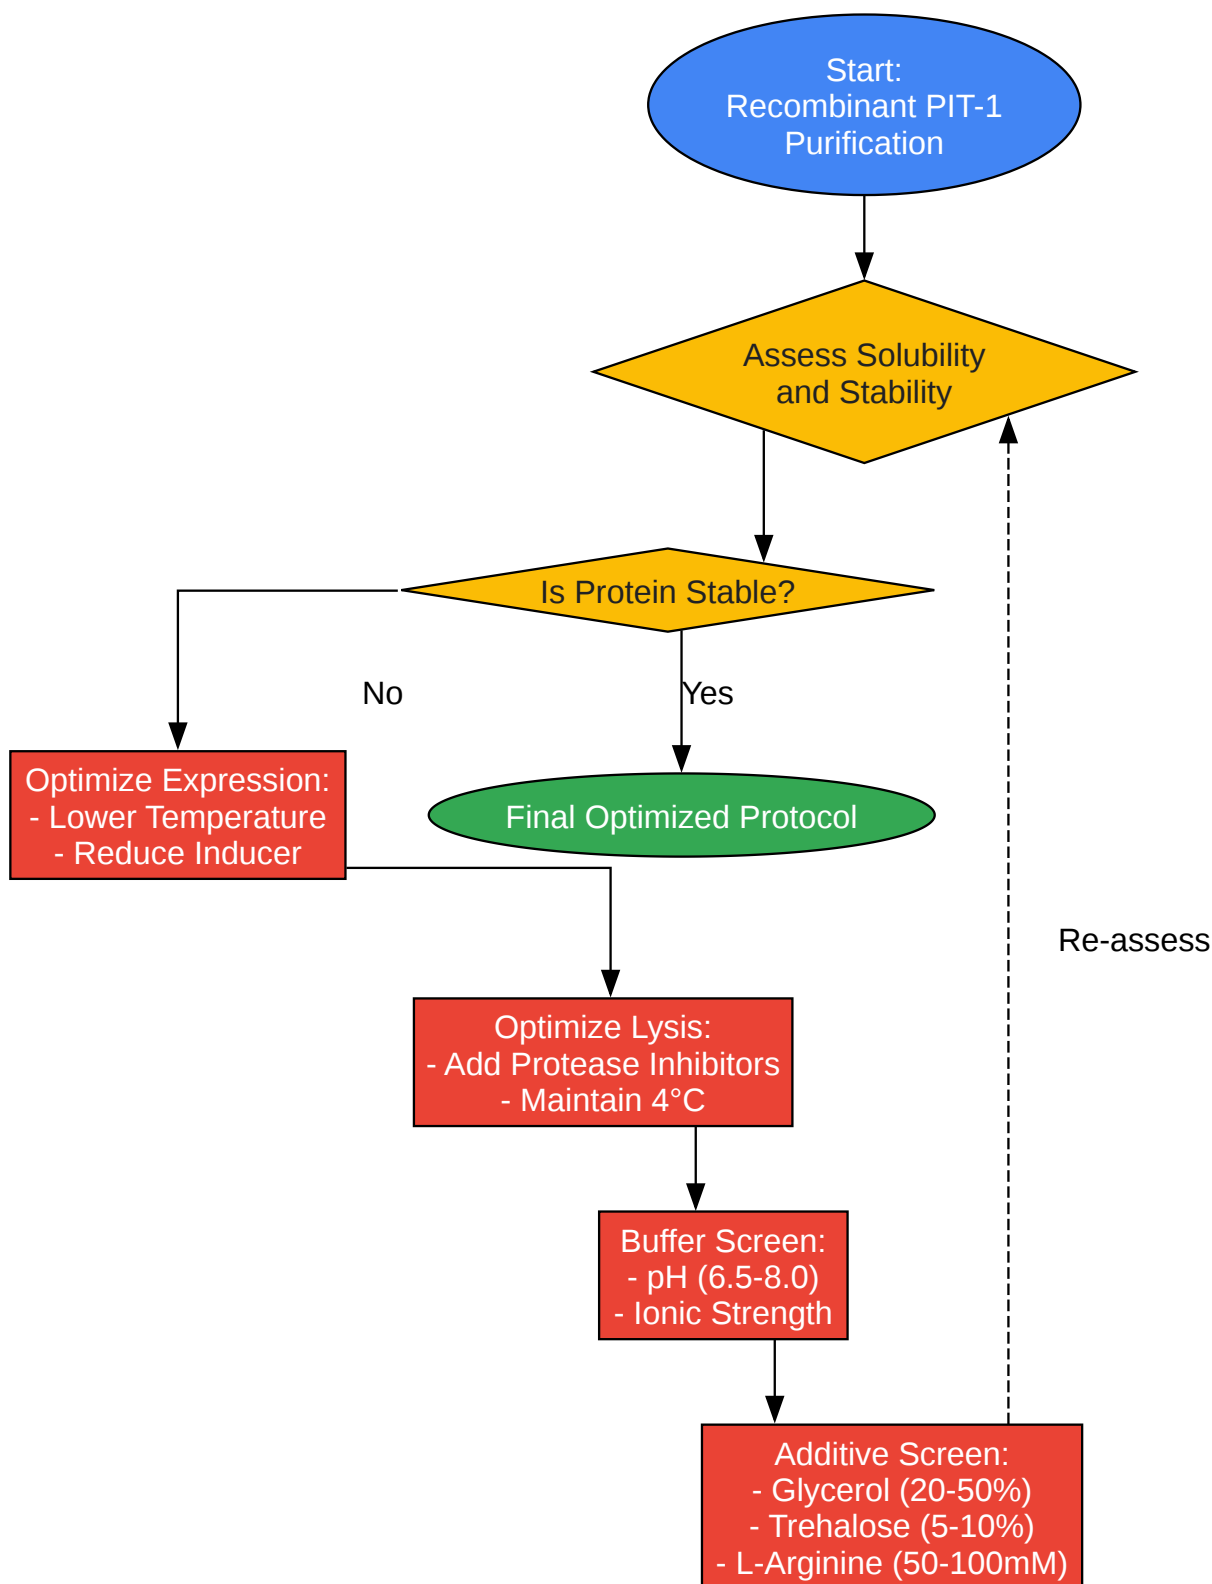 Start:
Recombinant PIT-1
Purification
Assess Solubility
and Stability
Is Protein Stable?
No
Yes
Optimize Expression:
- Lower Temperature
- Reduce Inducer
Final Optimized Protocol
Re-assess
Optimize Lysis:
- Add Protease Inhibitors
- Maintain 4°C
Buffer Screen:
- pH (6.5-8.0)
- Ionic Strength
Additive Screen:
- Glycerol (20-50%)
- Trehalose (5-10%)
- L-Arginine (50-100mM)